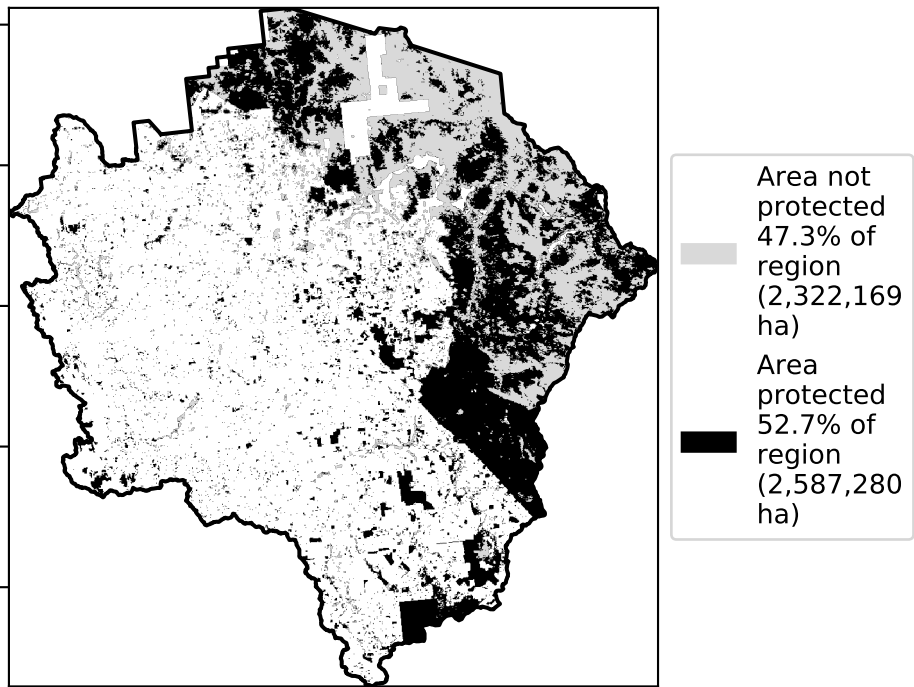 Area not
protected
47.3% of
region
(2,322,169
ha)
Area
protected
52.7% of
region
(2,587,280
ha)